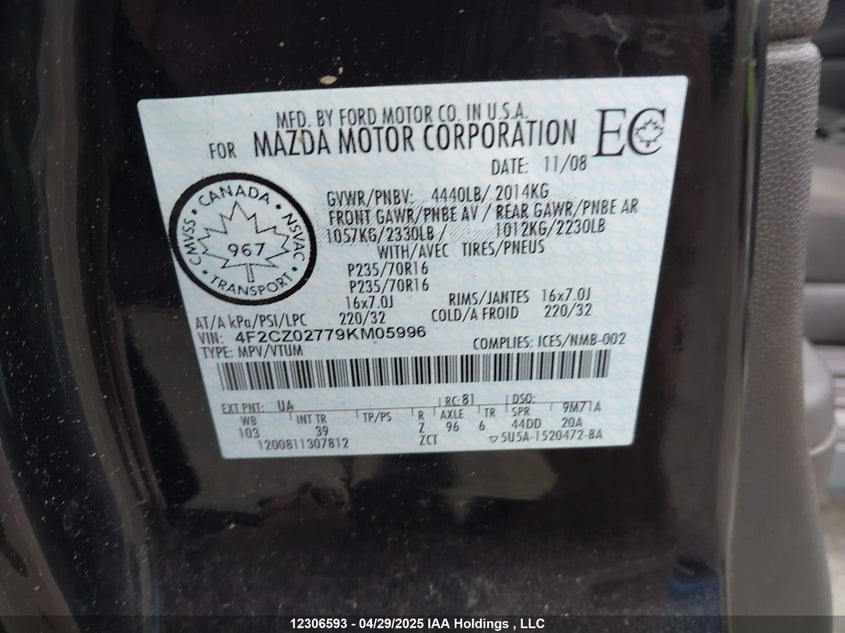 MFD. BY FORD MOTOR CO. IN U.S.A.
FOR MAZDA MOTOR CORPORATION EC
DATE: 11/08
GVWR/PNBV: 4440LB/ 2014KG
FRONT GAWR/PNBE AV / REAR GAWR/PNBE AR
1057KG/2330LB / 1012KG/2230LB
WITH/AVEC TIRES/PNEUS
CANADA
CMVSS NSVAC
967
TRANSPORT
P235/70R16
P235/70R16
16x7.0J RIMS/JANTES 16x7.0J
AT/A kPa/PSI/LPC 220/32 COLD/A FROID 220/32
VIN: 4F2CZ02779KM05996
TYPE: MPV/VTUM COMPLIES: ICES/NMB-002
EXT PNT: UA RC: 81 DSO:
WB INT TR TP/PS R AXLE TR SPR 9M71A
103 39 Z 96 6 44DD 20A
1200811307812 ZCT 5U5A-1520472-BA
12306593 - 04/29/2025 IAA Holdings , LLC